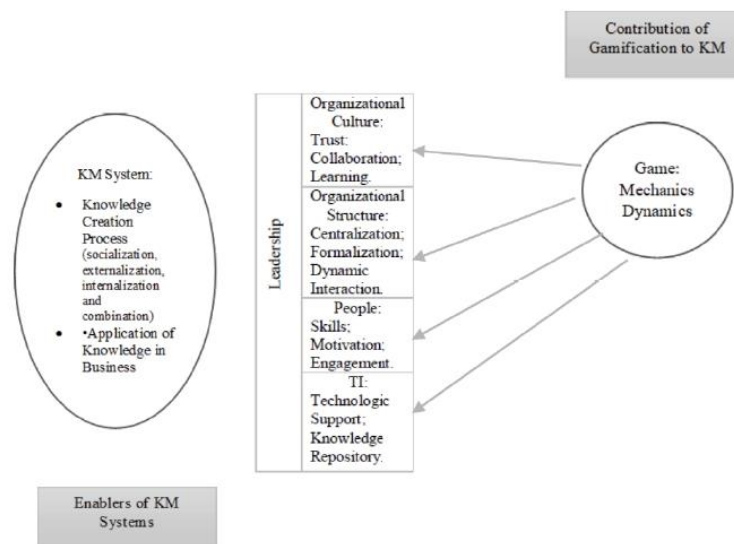 Contribution of
Gamification to KM
KM System:
• Knowledge
Creation
Process
(socialization,
externalization,
internalization
and
combination)
• •Application of
Knowledge in
Business
Leadership
Organizational
Culture:
Trust:
Collaboration;
Learning.
Organizational
Structure:
Centralization;
Formalization;
Dynamic
Interaction.
People:
Skills;
Motivation;
Engagement.
TI:
Technologic
Support;
Knowledge
Repository.
Game:
Mechanics
Dynamics
Enablers of KM
Systems